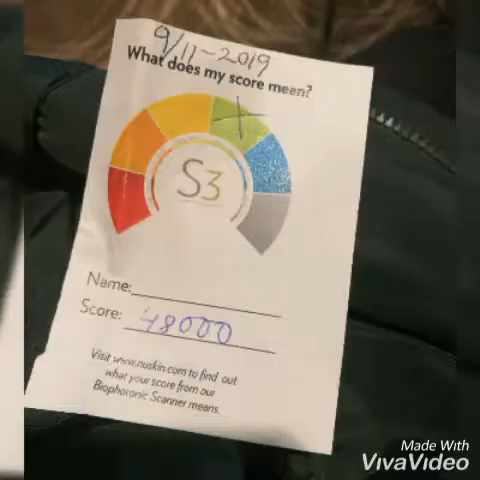 9/11-2019
What does my score meen?
S3
Name:
Score: 48000
Visit www.nuskin.com to find out
what your score from our
Biophotonic Scanner means.
Made With
VivaVideo